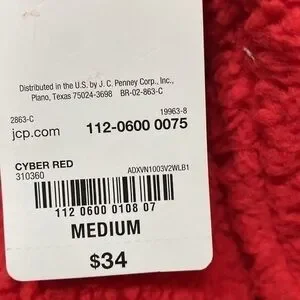 Distributed in the U.S. by J. C. Penney Corp., Inc.,
Plano, Texas 75024-3698 BR-02-863-C
2863-C 19963-8
jcp.com 112-0600 0075
CYBER RED
310360 ADXVN1003V2WLB1
112 0600 0108 07
MEDIUM
$34